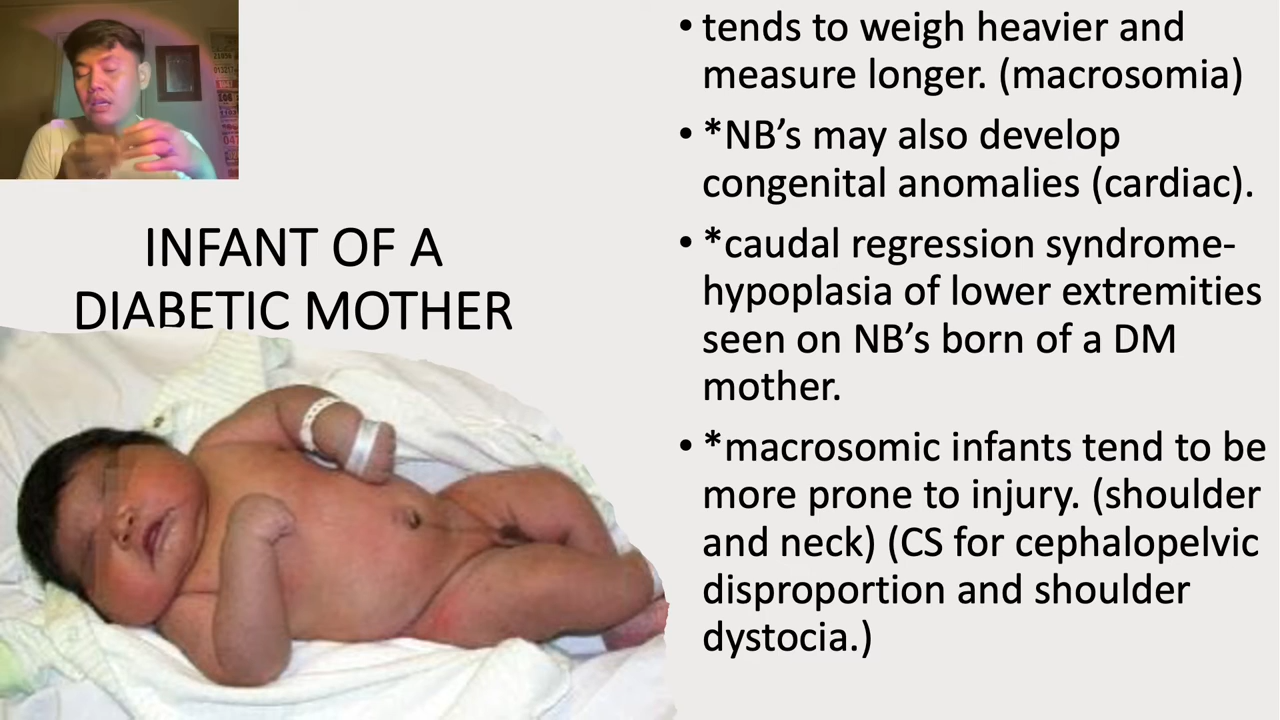 INFANT OF A
DIABETIC MOTHER
• tends to weigh heavier and
measure longer. (macrosomia)
• *NB’s may also develop
congenital anomalies (cardiac).
• *caudal regression syndrome-
hypoplasia of lower extremities
seen on NB’s born of a DM
mother.
• *macrosomic infants tend to be
more prone to injury. (shoulder
and neck) (CS for cephalopelvic
disproportion and shoulder
dystocia.)